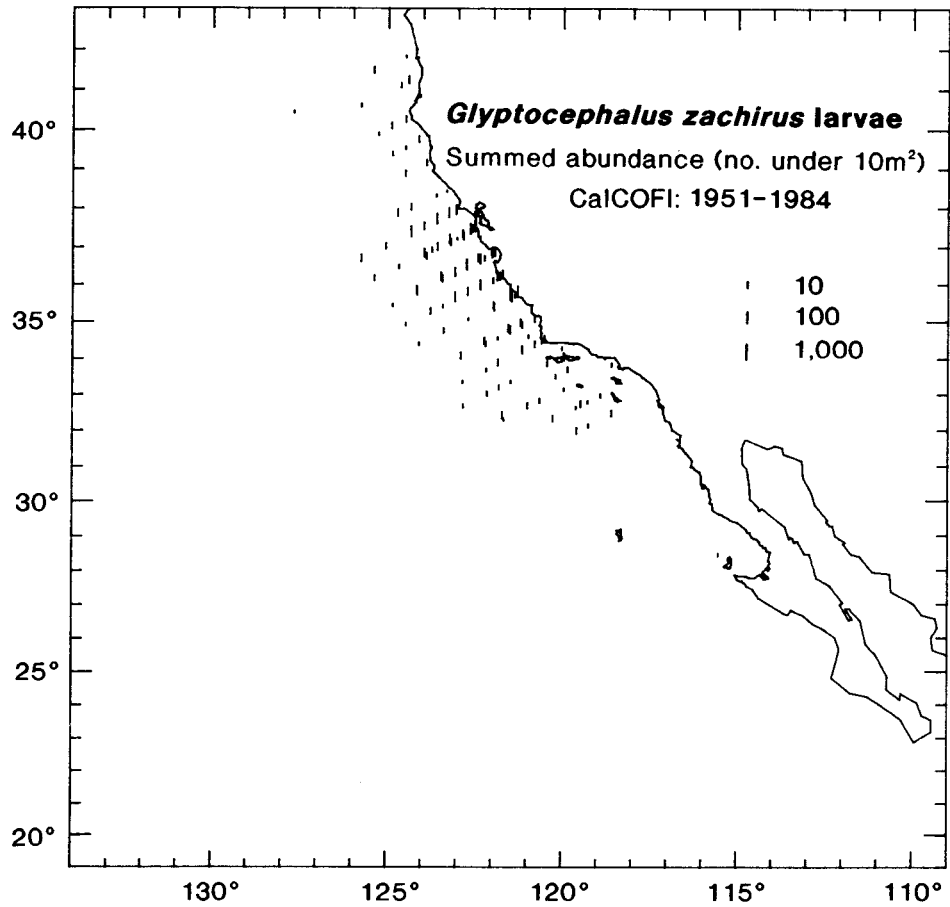 Glyptocephalus zachirus larvae
Summed abundance (no. under 10m²)
CalCOFI: 1951-1984
10
100
1,000
40°
35°
30°
25°
20°
130° 125° 120° 115° 110°